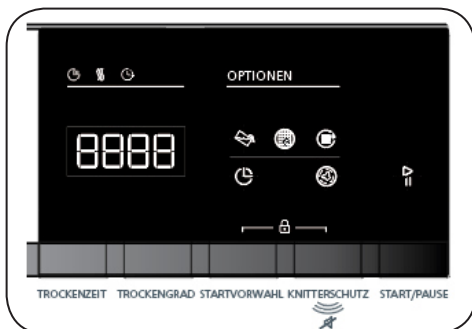 OPTIONEN
8888
TROCKENZEIT TROCKENGRAD STARTVORWAHL KNITTERSCHUTZ START/PAUSE